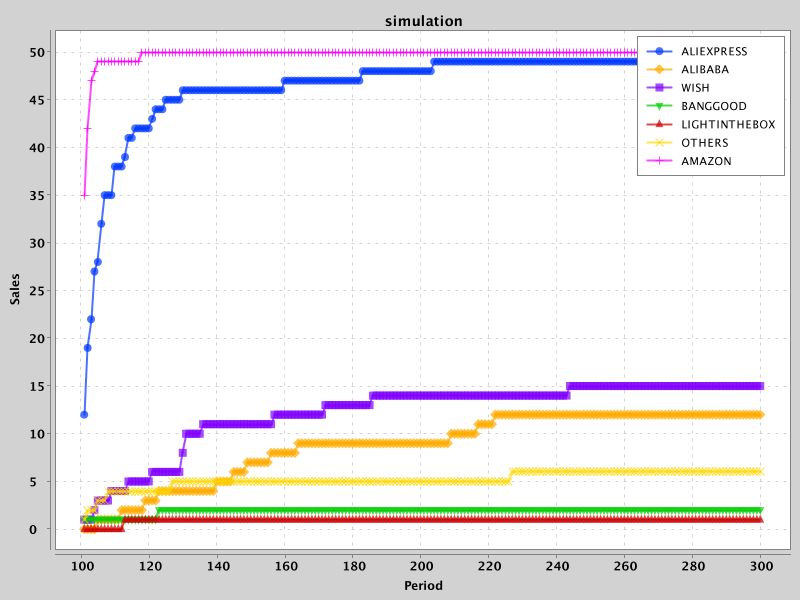 simulation
50
45
40
35
30
25
20
15
10
5
0
Sales
ALIEXPRESS
ALIBABA
WISH
BANGGOOD
LIGHTINTHEBOX
OTHERS
AMAZON
100 120 140 160 180 200 220 240 260 280 300
Period